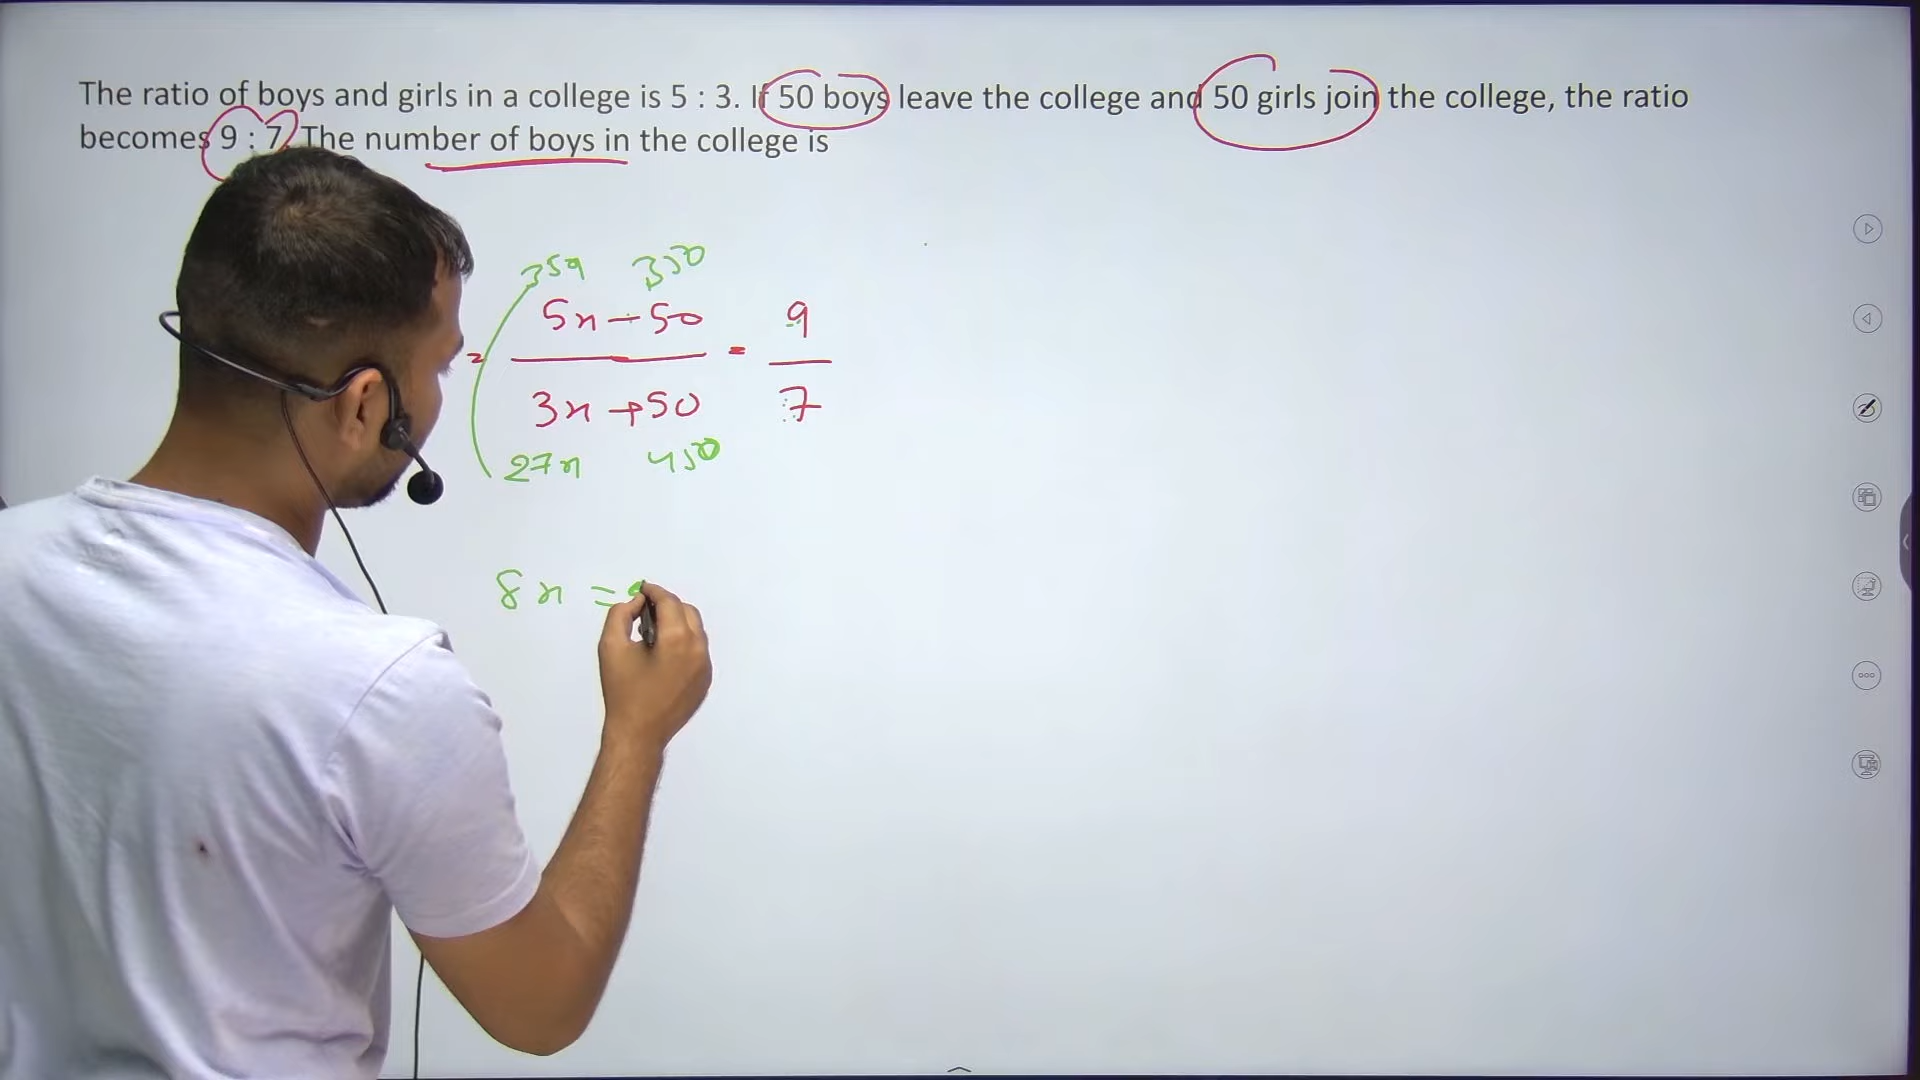 The ratio of boys and girls in a college is 5 : 3. If 50 boys leave the college and 50 girls join the college, the ratio
becomes 9 : 7. The number of boys in the college is
350
= 5x - 50 = 9
3x + 50 7
27x 450
8x =